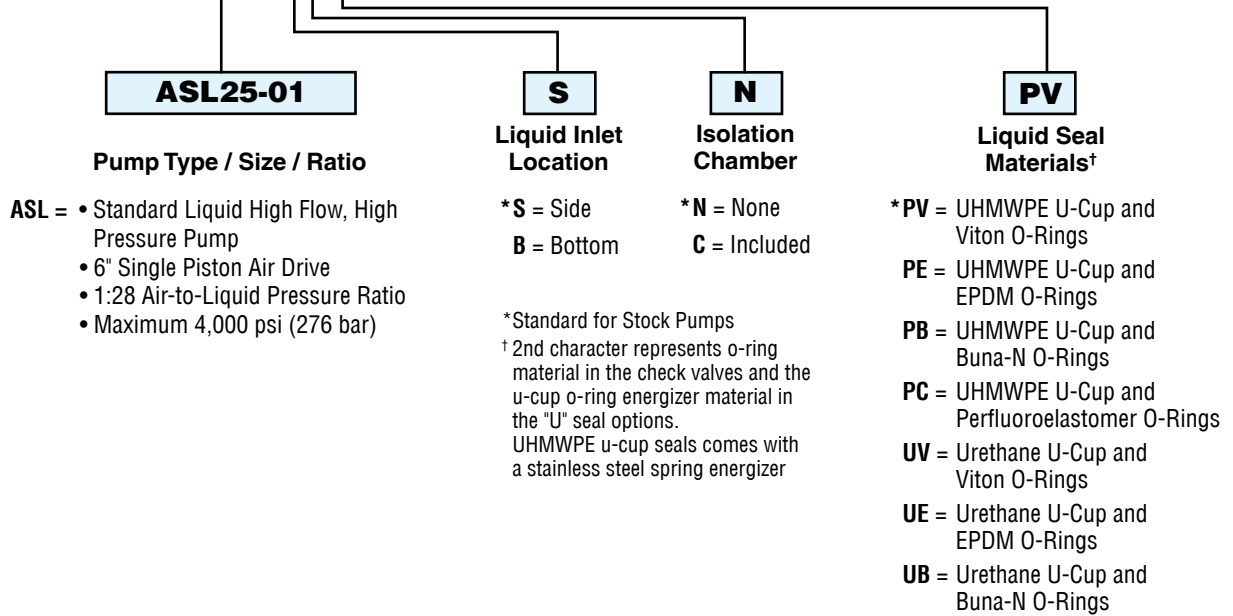 ASL25-01
S
N
PV
Pump Type / Size / Ratio
Liquid Inlet
Location
Isolation
Chamber
Liquid Seal
Materials†
ASL = • Standard Liquid High Flow, High
Pressure Pump
• 6" Single Piston Air Drive
• 1:28 Air-to-Liquid Pressure Ratio
• Maximum 4,000 psi (276 bar)
*S = Side
B = Bottom
*N = None
C = Included
*Standard for Stock Pumps
† 2nd character represents o-ring
material in the check valves and the
u-cup o-ring energizer material in
the "U" seal options.
UHMWPE u-cup seals comes with
a stainless steel spring energizer
*PV = UHMWPE U-Cup and
Viton O-Rings
PE = UHMWPE U-Cup and
EPDM O-Rings
PB = UHMWPE U-Cup and
Buna-N O-Rings
PC = UHMWPE U-Cup and
Perfluoroelastomer O-Rings
UV = Urethane U-Cup and
Viton O-Rings
UE = Urethane U-Cup and
EPDM O-Rings
UB = Urethane U-Cup and
Buna-N O-Rings